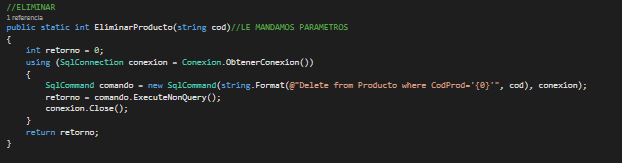 //ELIMINAR
1 referencia
public static int EliminarProducto(string cod)//LE MANDAMOS PARAMETROS
{
int retorno = 0;
using (SqlConnection conexion = Conexion.ObtenerConexion())
{
SqlCommand comando = new SqlCommand(string.Format(@"Delete from Producto where CodProd='{0}'", cod), conexion);
retorno = comando.ExecuteNonQuery();
conexion.Close();
}
return retorno;
}